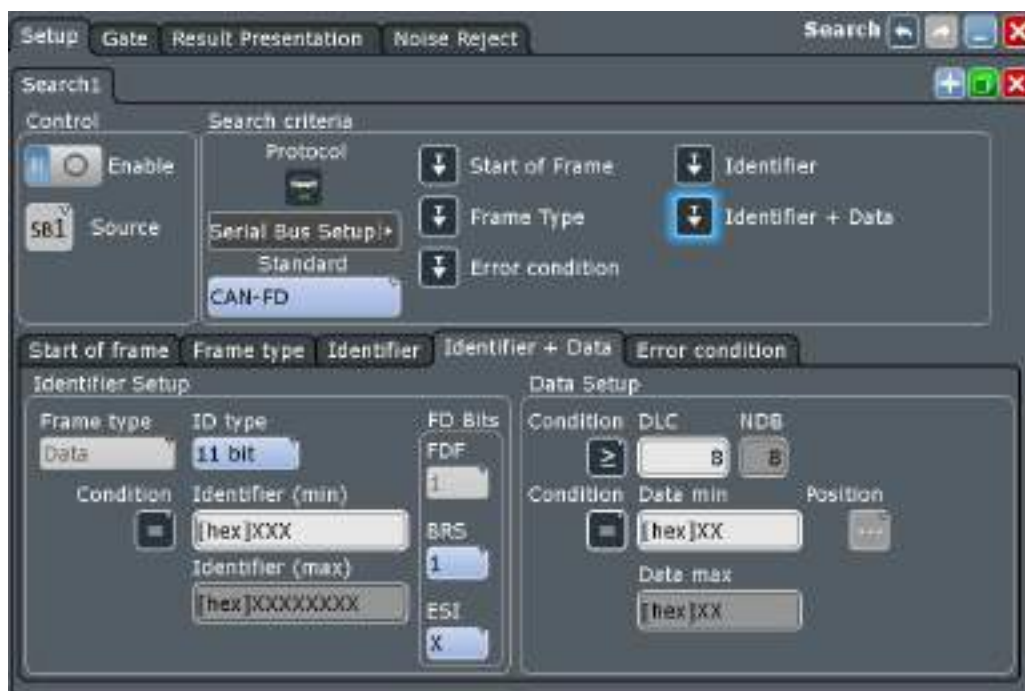 Setup Gate Result Presentation Noise Reject Search
Search1
Control Search criteria
Protocol
Enable Start of Frame Identifier
SB1 Source Serial Bus Setup Frame Type Identifier + Data
Standard
CAN-FD Error condition
Start of frame Frame type Identifier Identifier + Data Error condition
Identifier Setup Data Setup
Frame type ID type FD Bits Condition DLC NDB
Data 11 bit FDF ≥ 8 8
1
Condition Identifier (min) Condition Data min Position
= [hex]XXX BRS = [hex]XX ...
Identifier (max) 1 Data max
[hex]XXXXXXXX ESI [hex]XX
X